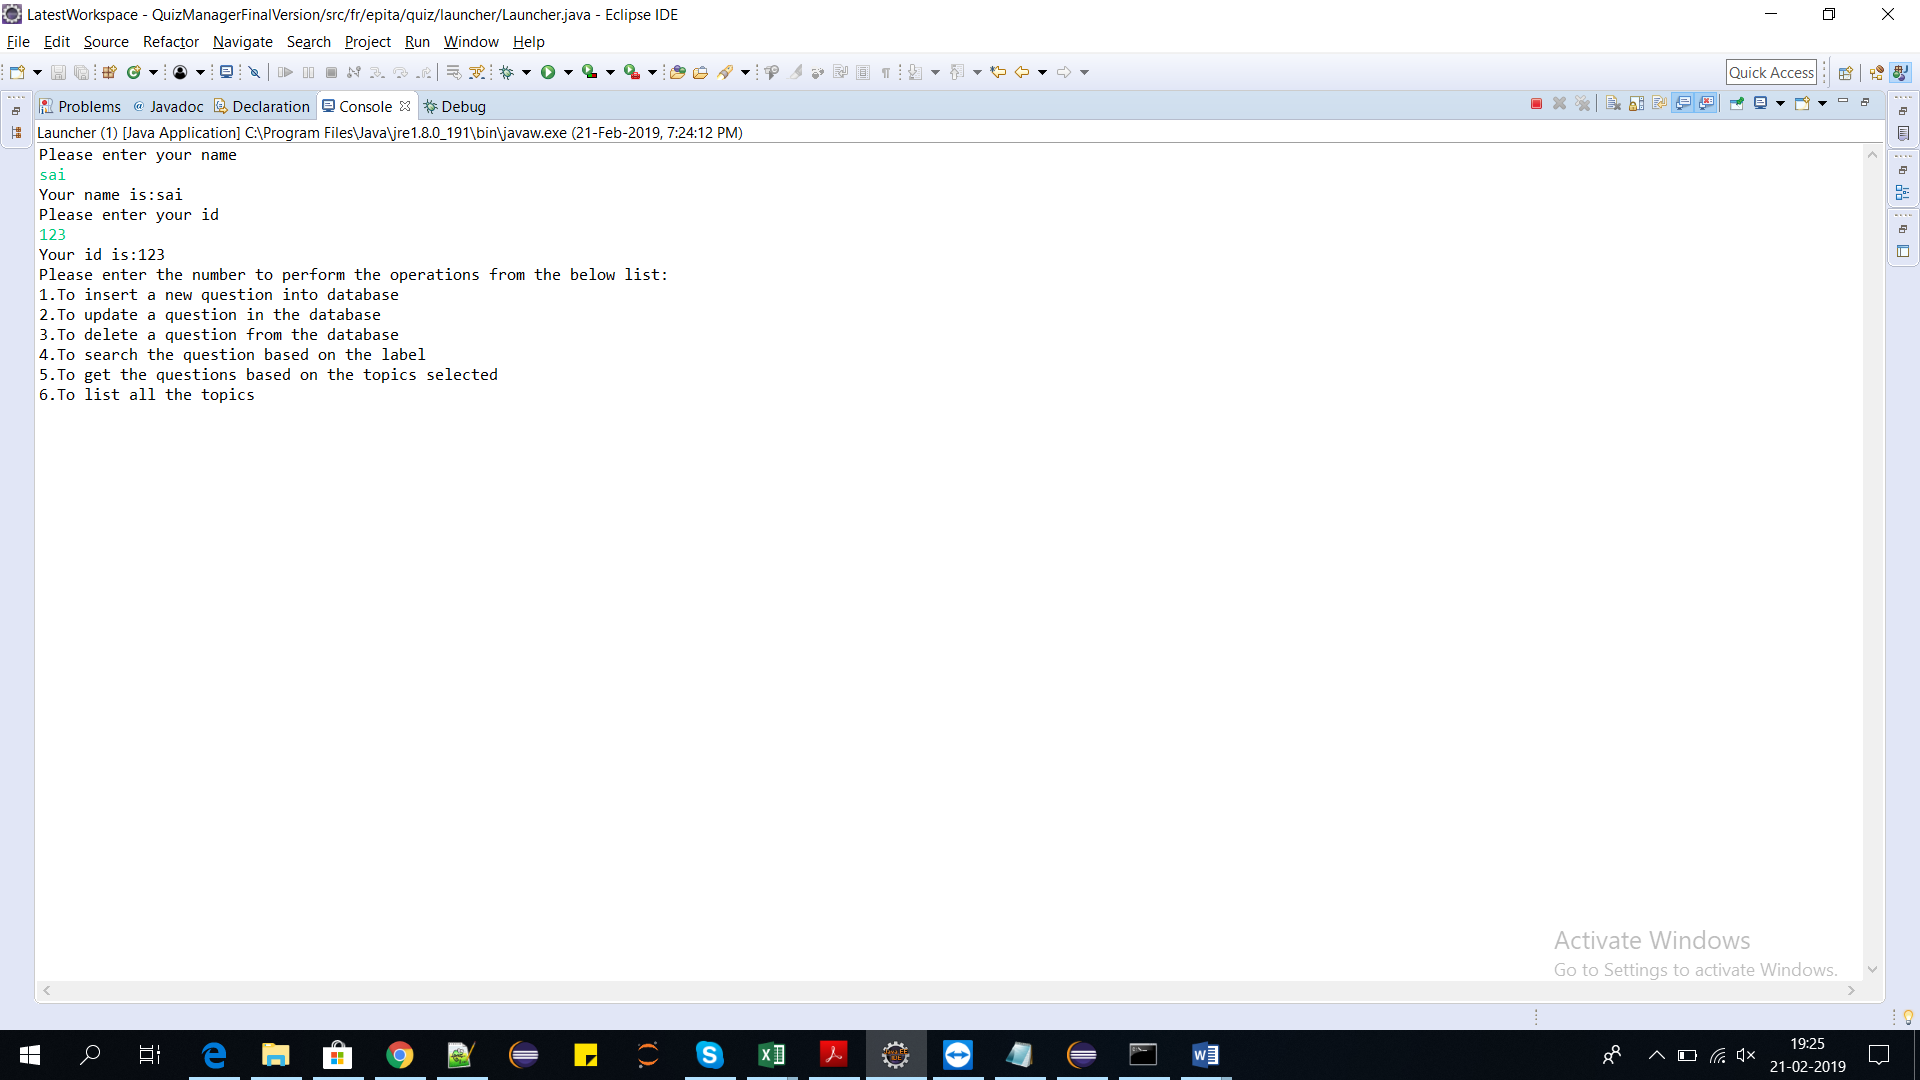 LatestWorkspace - QuizManagerFinalVersion/src/fr/epita/quiz/launcher/Launcher.java - Eclipse IDE
File Edit Source Refactor Navigate Search Project Run Window Help
Quick Access
Problems @ Javadoc Declaration Console Debug
Launcher (1) [Java Application] C:\Program Files\Java\jre1.8.0_191\bin\javaw.exe (21-Feb-2019, 7:24:12 PM)
Please enter your name
sai
Your name is:sai
Please enter your id
123
Your id is:123
Please enter the number to perform the operations from the below list:
1.To insert a new question into database
2.To update a question in the database
3.To delete a question from the database
4.To search the question based on the label
5.To get the questions based on the topics selected
6.To list all the topics
Activate Windows
Go to Settings to activate Windows.
19:25
21-02-2019